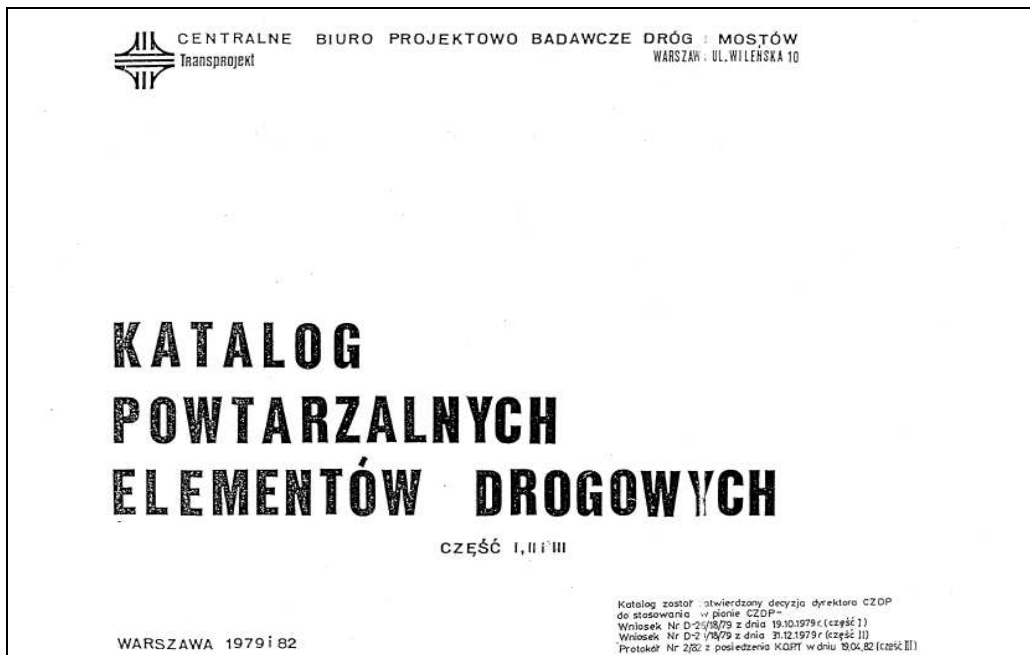 CENTRALNE BIURO PROJEKTOWO BADAWCZE DRÓG I MOSTÓW
Transprojekt
WARSZAWA UL. WILEŃSKA 10
KATALOG
POWTARZALNYCH
ELEMENTÓW DROGOWYCH
CZĘŚĆ I, II i III
WARSZAWA 1979 i 82
Katalog został zatwierdzony decyzja dyrektora CZDP
do stosowania w pionie CZDP-
Wniosek Nr /18/79 z dnia 19.10.1979 r. (część I)
Wniosek Nr /18/79 z dnia 31.12.1979 r (część II)
Protokół Nr 2/82 z posiedzenia KOPT w dniu 19.04.82 (część III)